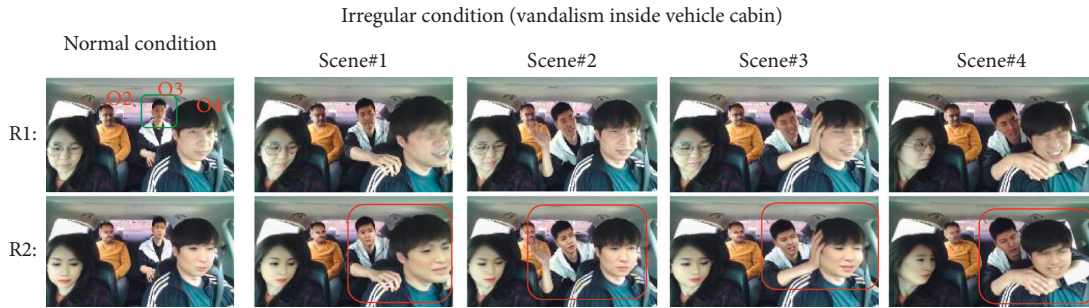 Irregular condition (vandalism inside vehicle cabin)
Normal condition
Scene#1
Scene#2
Scene#3
Scene#4
O2
O3
O4
R1:
R2: